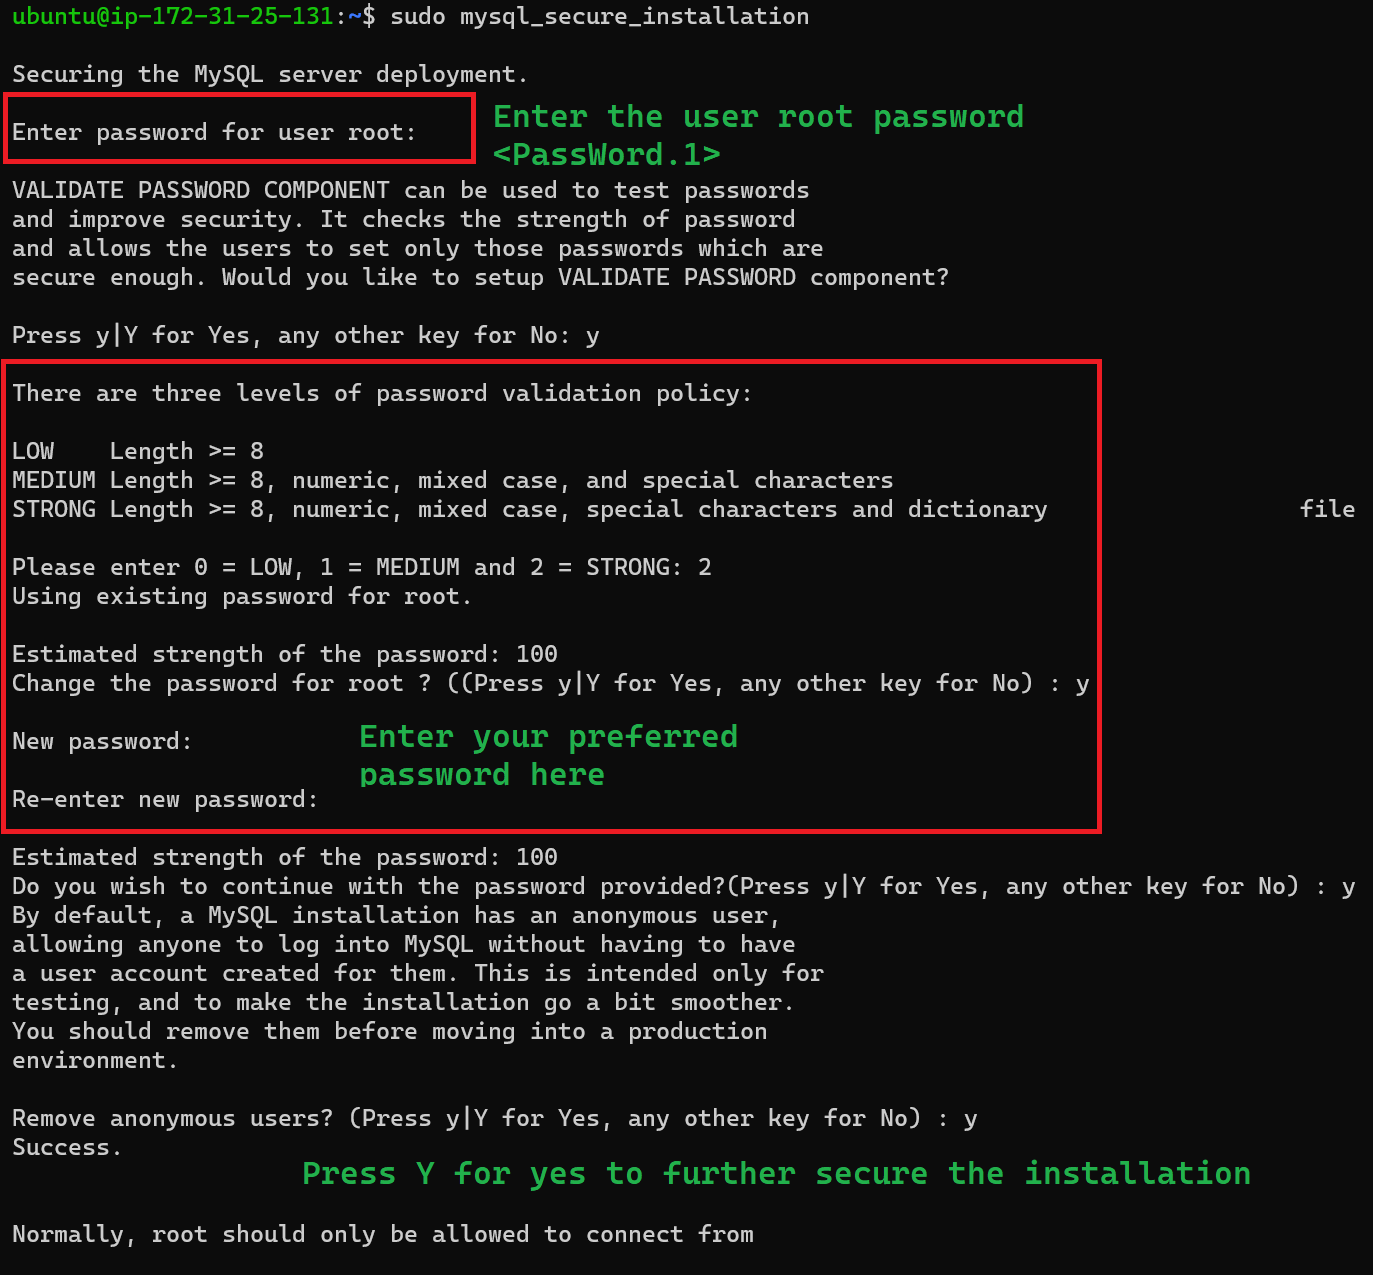 ubuntu@ip-172-31-25-131:~$ sudo mysql_secure_installation
Securing the MySQL server deployment.
Enter password for user root:
Enter the user root password
<PassWord.1>
VALIDATE PASSWORD COMPONENT can be used to test passwords
and improve security. It checks the strength of password
and allows the users to set only those passwords which are
secure enough. Would you like to setup VALIDATE PASSWORD component?
Press y|Y for Yes, any other key for No: y
There are three levels of password validation policy:
LOW    Length >= 8
MEDIUM Length >= 8, numeric, mixed case, and special characters
STRONG Length >= 8, numeric, mixed case, special characters and dictionary                  file
Please enter 0 = LOW, 1 = MEDIUM and 2 = STRONG: 2
Using existing password for root.
Estimated strength of the password: 100
Change the password for root ? ((Press y|Y for Yes, any other key for No) : y
New password:
Enter your preferred
password here
Re-enter new password:
Estimated strength of the password: 100
Do you wish to continue with the password provided?(Press y|Y for Yes, any other key for No) : y
By default, a MySQL installation has an anonymous user,
allowing anyone to log into MySQL without having to have
a user account created for them. This is intended only for
testing, and to make the installation go a bit smoother.
You should remove them before moving into a production
environment.
Remove anonymous users? (Press y|Y for Yes, any other key for No) : y
Success.
Press Y for yes to further secure the installation
Normally, root should only be allowed to connect from